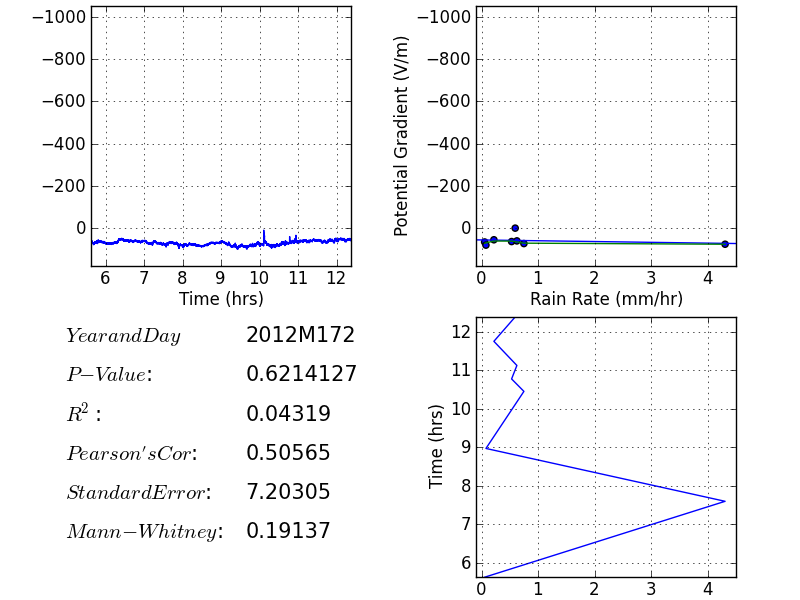 −1000
−800
−600
−400
−200
0
6 7 8 9 10 11 12
Time (hrs)
Potential Gradient (V/m)
−1000
−800
−600
−400
−200
0
0 1 2 3 4
Rain Rate (mm/hr)
YearandDay 2012M172
P−Value: 0.6214127
R²: 0.04319
Pearson'sCor: 0.50565
StandardError: 7.20305
Mann−Whitney: 0.19137
Time (hrs)
12
11
10
9
8
7
6
0 1 2 3 4